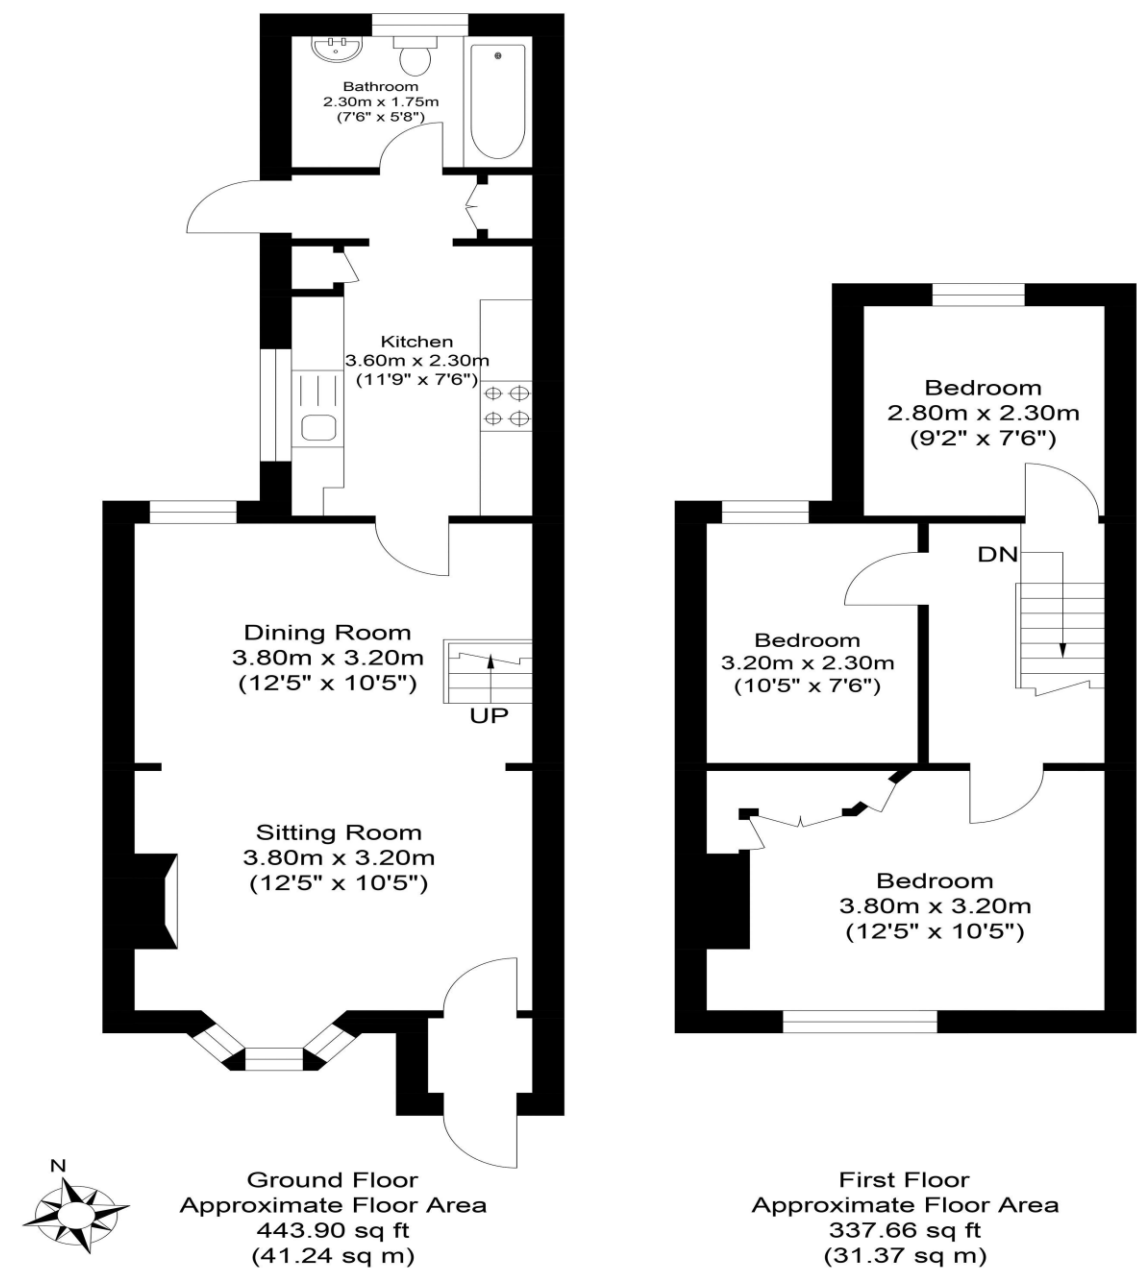 Bathroom
2.30m x 1.75m
(7'6" x 5'8")
Kitchen
3.60m x 2.30m
(11'9" x 7'6")
Dining Room
3.80m x 3.20m
(12'5" x 10'5")
UP
Sitting Room
3.80m x 3.20m
(12'5" x 10'5")
Bedroom
2.80m x 2.30m
(9'2" x 7'6")
DN
Bedroom
3.20m x 2.30m
(10'5" x 7'6")
Bedroom
3.80m x 3.20m
(12'5" x 10'5")
N
Ground Floor
Approximate Floor Area
443.90 sq ft
(41.24 sq m)
First Floor
Approximate Floor Area
337.66 sq ft
(31.37 sq m)